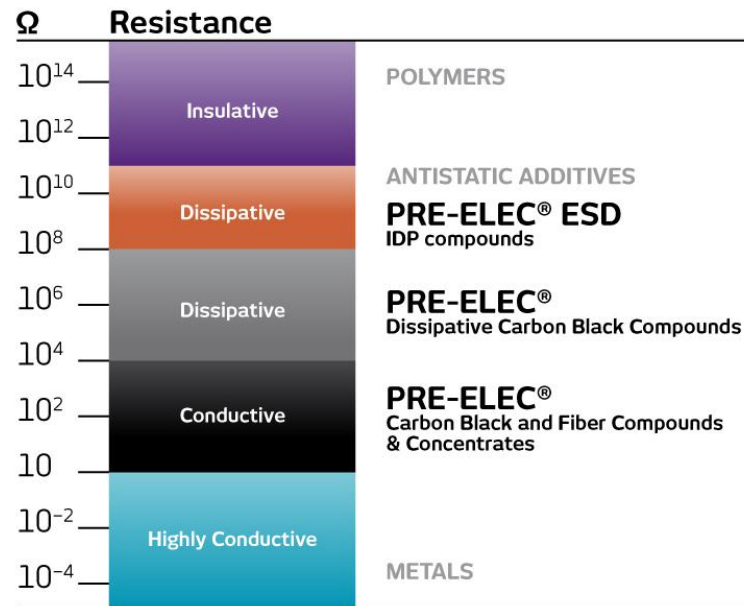 Ω Resistance
10¹⁴
POLYMERS
Insulative
10¹²
ANTISTATIC ADDITIVES
10¹⁰
Dissipative
PRE-ELEC® ESD
IDP compounds
10⁸
10⁶
Dissipative
PRE-ELEC®
Dissipative Carbon Black Compounds
10⁴
PRE-ELEC®
10²
Conductive
Carbon Black and Fiber Compounds
& Concentrates
10
10⁻²
Highly Conductive
METALS
10⁻⁴